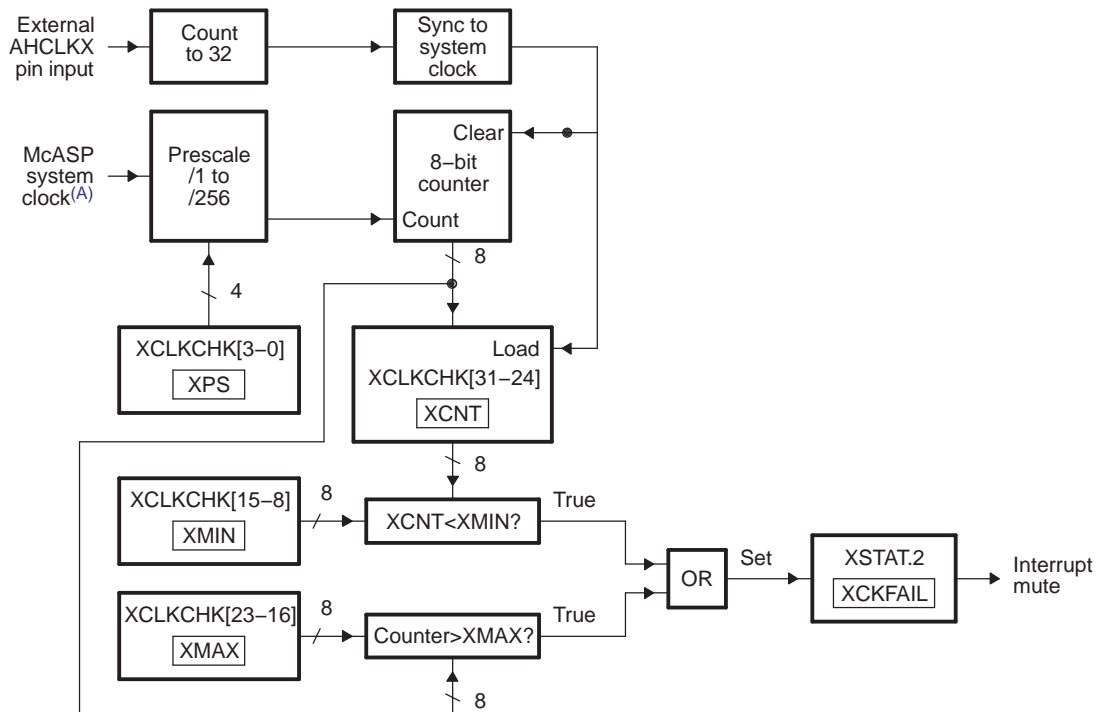 External
AHCLKX
pin input
Count
to 32
Sync to
system
clock
McASP
system
clock(A)
Prescale
/1 to
/256
Clear
8−bit
counter
Count
8
4
XCLKCHK[3−0]
XPS
Load
XCLKCHK[31−24]
XCNT
8
XCLKCHK[15−8]
XMIN
8
XCNT<XMIN?
True
XCLKCHK[23−16]
XMAX
8
Counter>XMAX?
True
8
OR
Set
XSTAT.2
XCKFAIL
Interrupt
mute